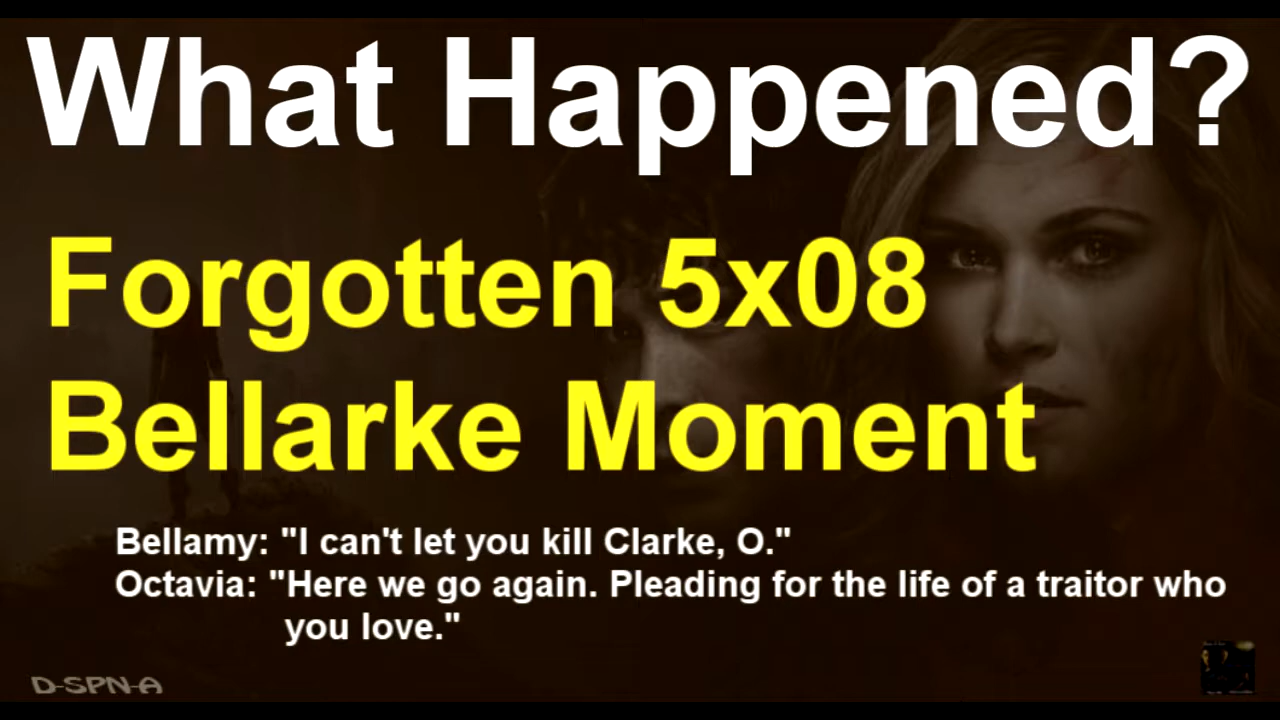 What Happened?
Forgotten 5x08
Bellarke Moment
Bellamy: "I can't let you kill Clarke, O."
Octavia: "Here we go again. Pleading for the life of a traitor who
you love."
D-SPN-A